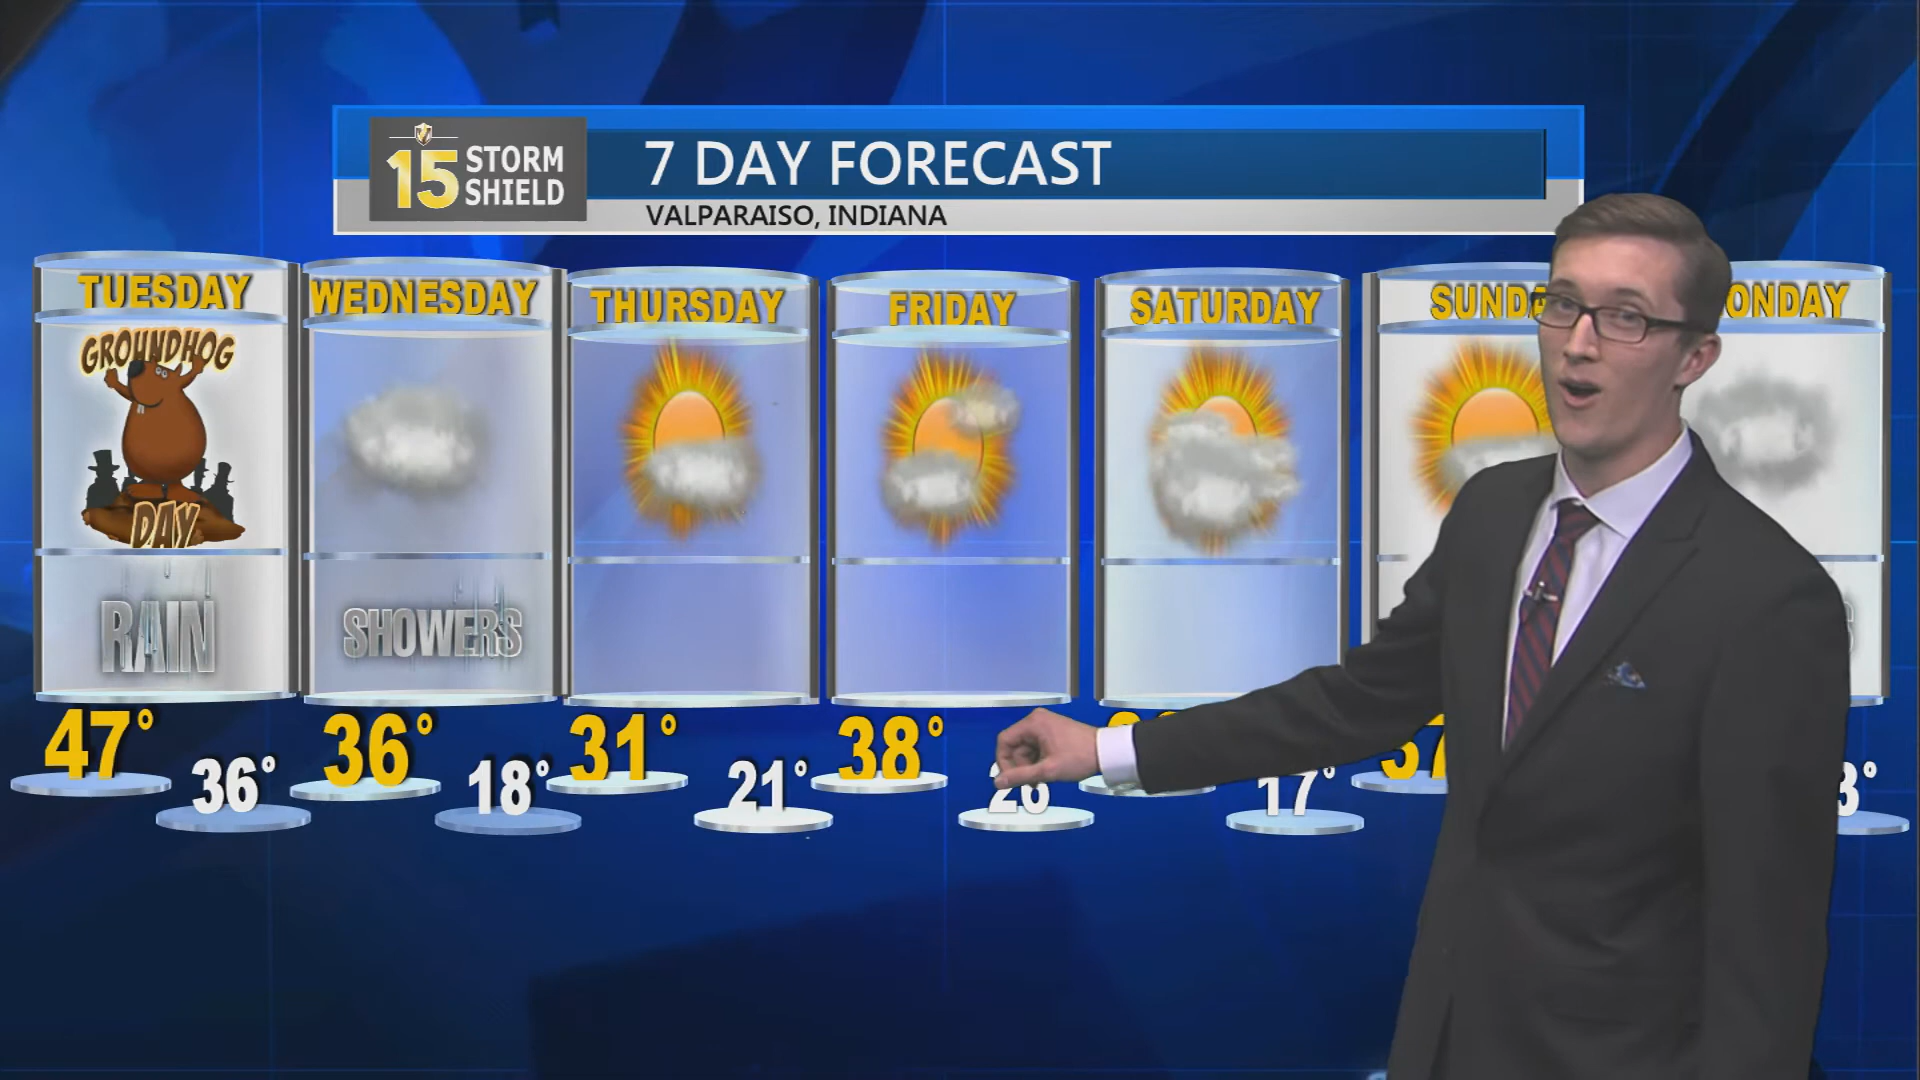 15 STORM
SHIELD
7 DAY FORECAST
VALPARAISO, INDIANA
TUESDAY
WEDNESDAY
THURSDAY
FRIDAY
SATURDAY
GROUNDHOG
DAY
RAIN
SHOWERS
47°
36°
36°
18°
31°
21°
38°
17°